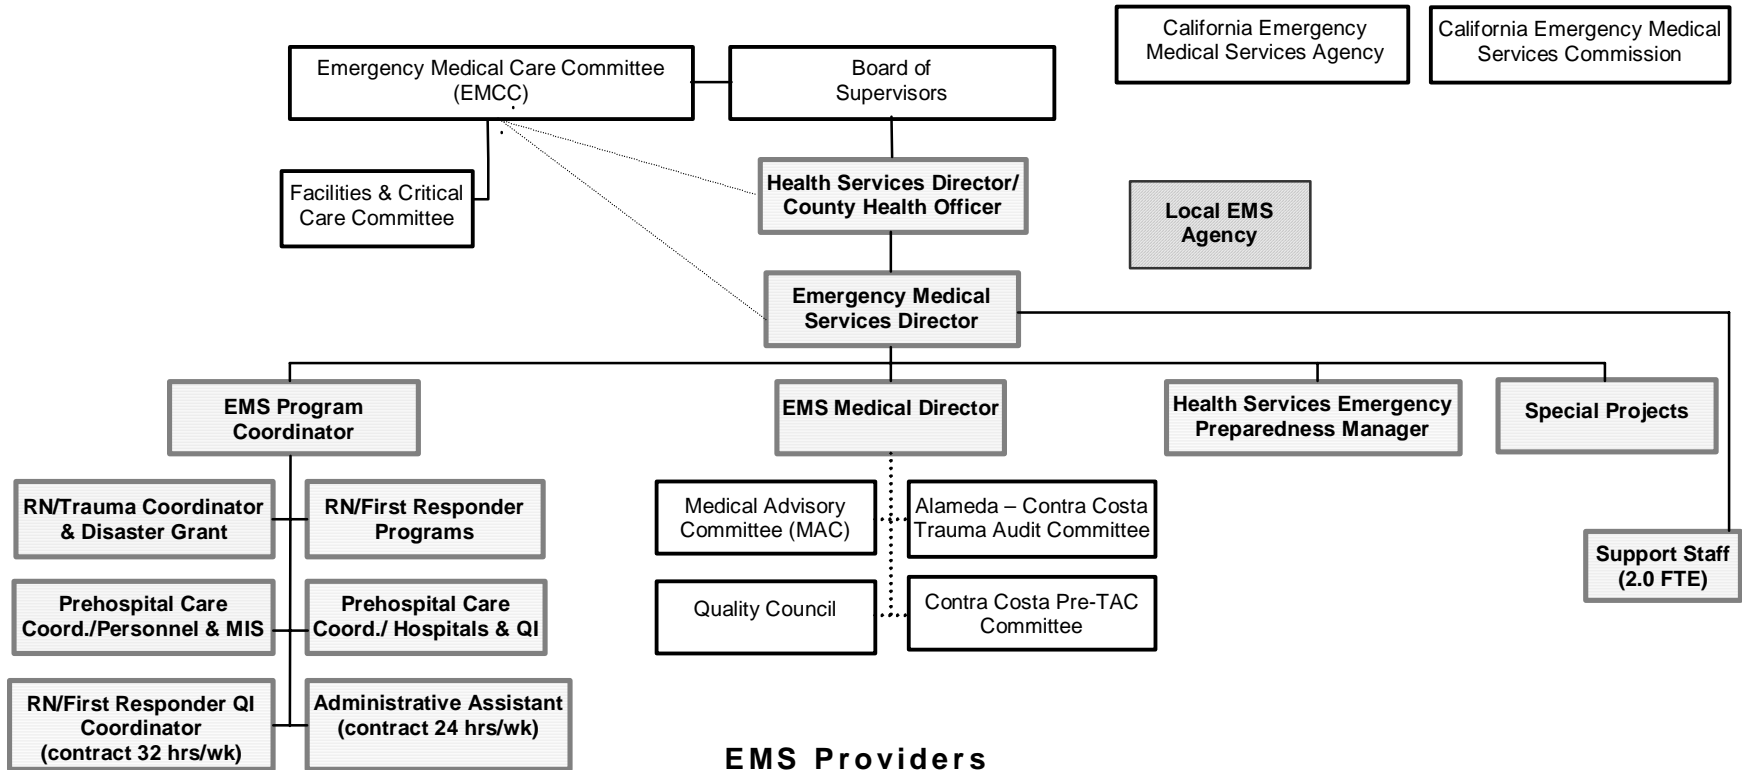 California Emergency
Medical Services Agency
California Emergency Medical
Services Commission
Emergency Medical Care Committee
(EMCC)
Board of
Supervisors
Facilities & Critical
Care Committee
Health Services Director/
County Health Officer
Local EMS
Agency
Emergency Medical
Services Director
EMS Program
Coordinator
EMS Medical Director
Health Services Emergency
Preparedness Manager
Special Projects
RN/Trauma Coordinator
& Disaster Grant
RN/First Responder
Programs
Medical Advisory
Committee (MAC)
Alameda – Contra Costa
Trauma Audit Committee
Support Staff
(2.0 FTE)
Prehospital Care
Coord./Personnel & MIS
Prehospital Care
Coord./ Hospitals & QI
Quality Council
Contra Costa Pre-TAC
Committee
RN/First Responder QI
Coordinator
(contract 32 hrs/wk)
Administrative Assistant
(contract 24 hrs/wk)
EMS Providers